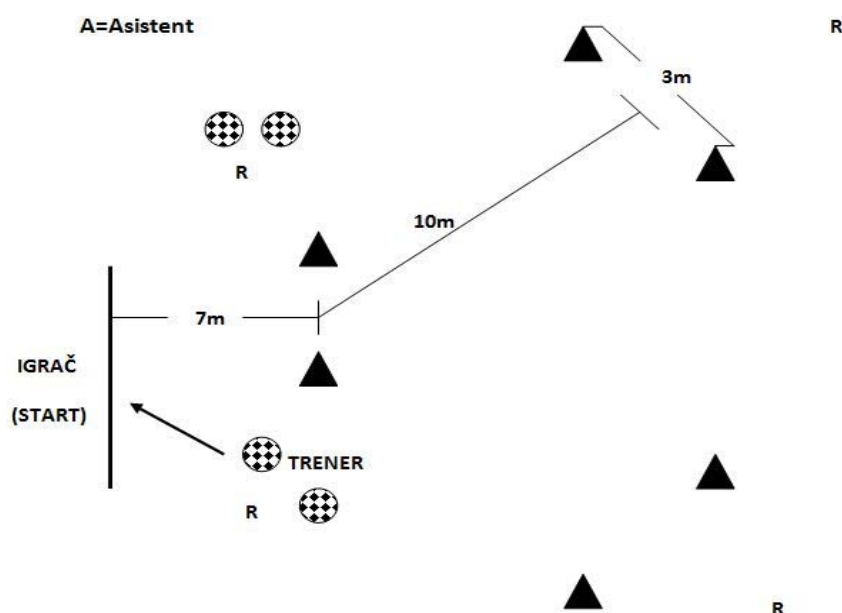 A=Asistent
R
3m
R
10m
7m
IGRAČ
(START)
TRENER
R
R